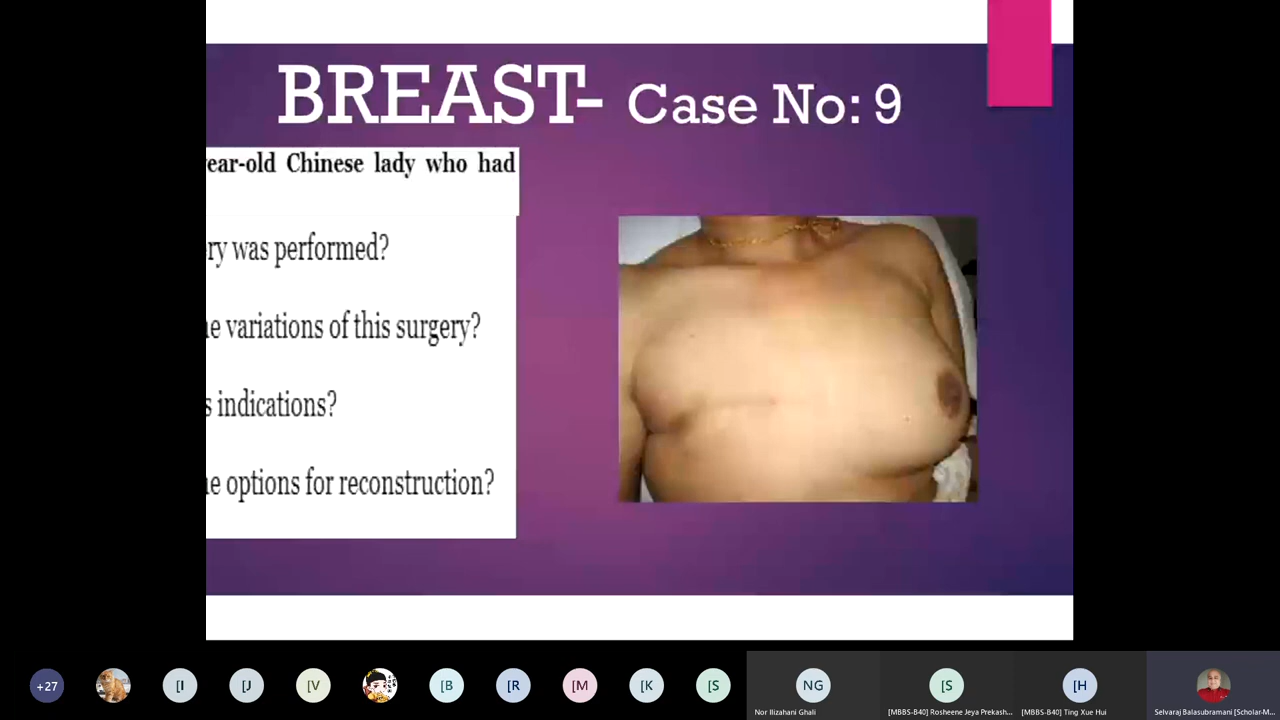 BREAST- Case No: 9
year-old Chinese lady who had
ry was performed?
e variations of this surgery?
s indications?
e options for reconstruction?
+27
[I
[J
[V
[B
[R
[M
[K
[S
NG
[S
[H
Nor Ilizahani Ghali
[MBBS-B40] Rosheene Jeya Prekash...
[MBBS-B40] Ting Xue Hui
Selvaraj Balasubramani [Scholar-M...